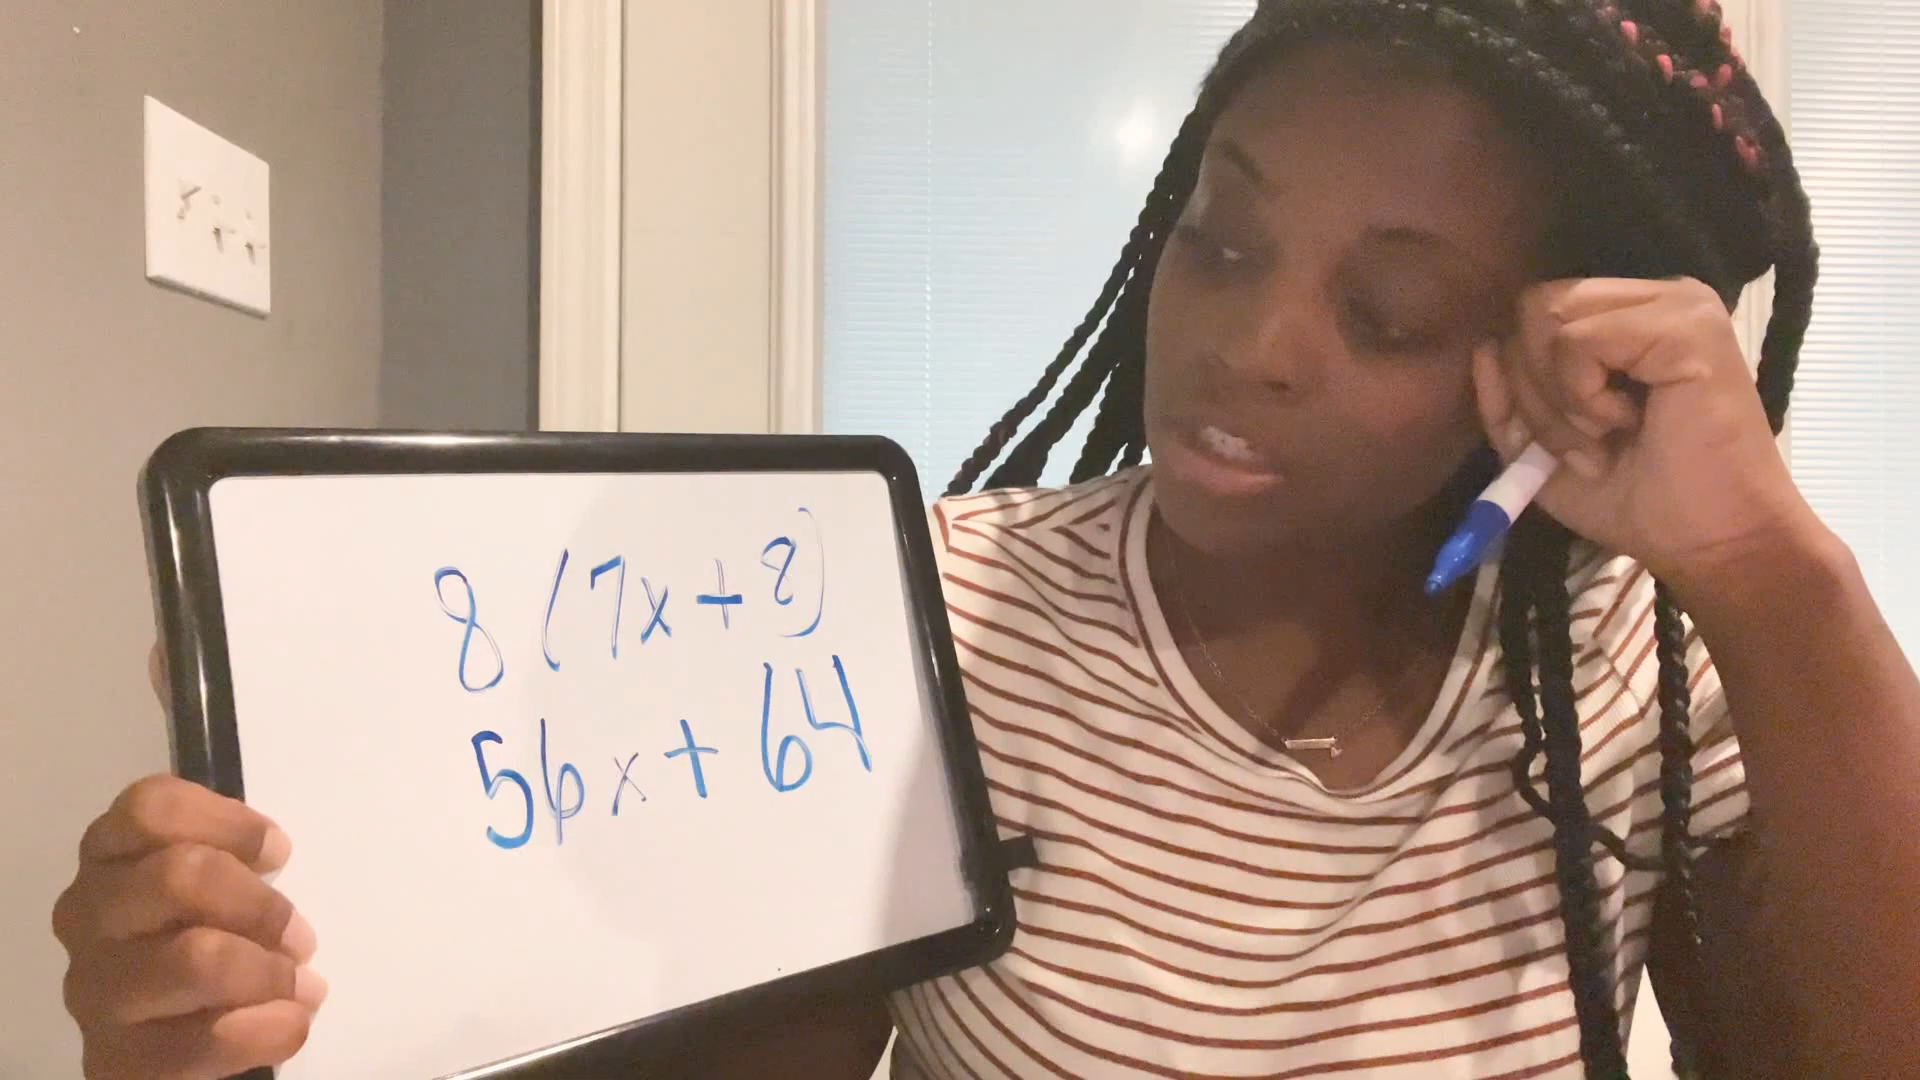 8 (7x + 8)
56x + 64